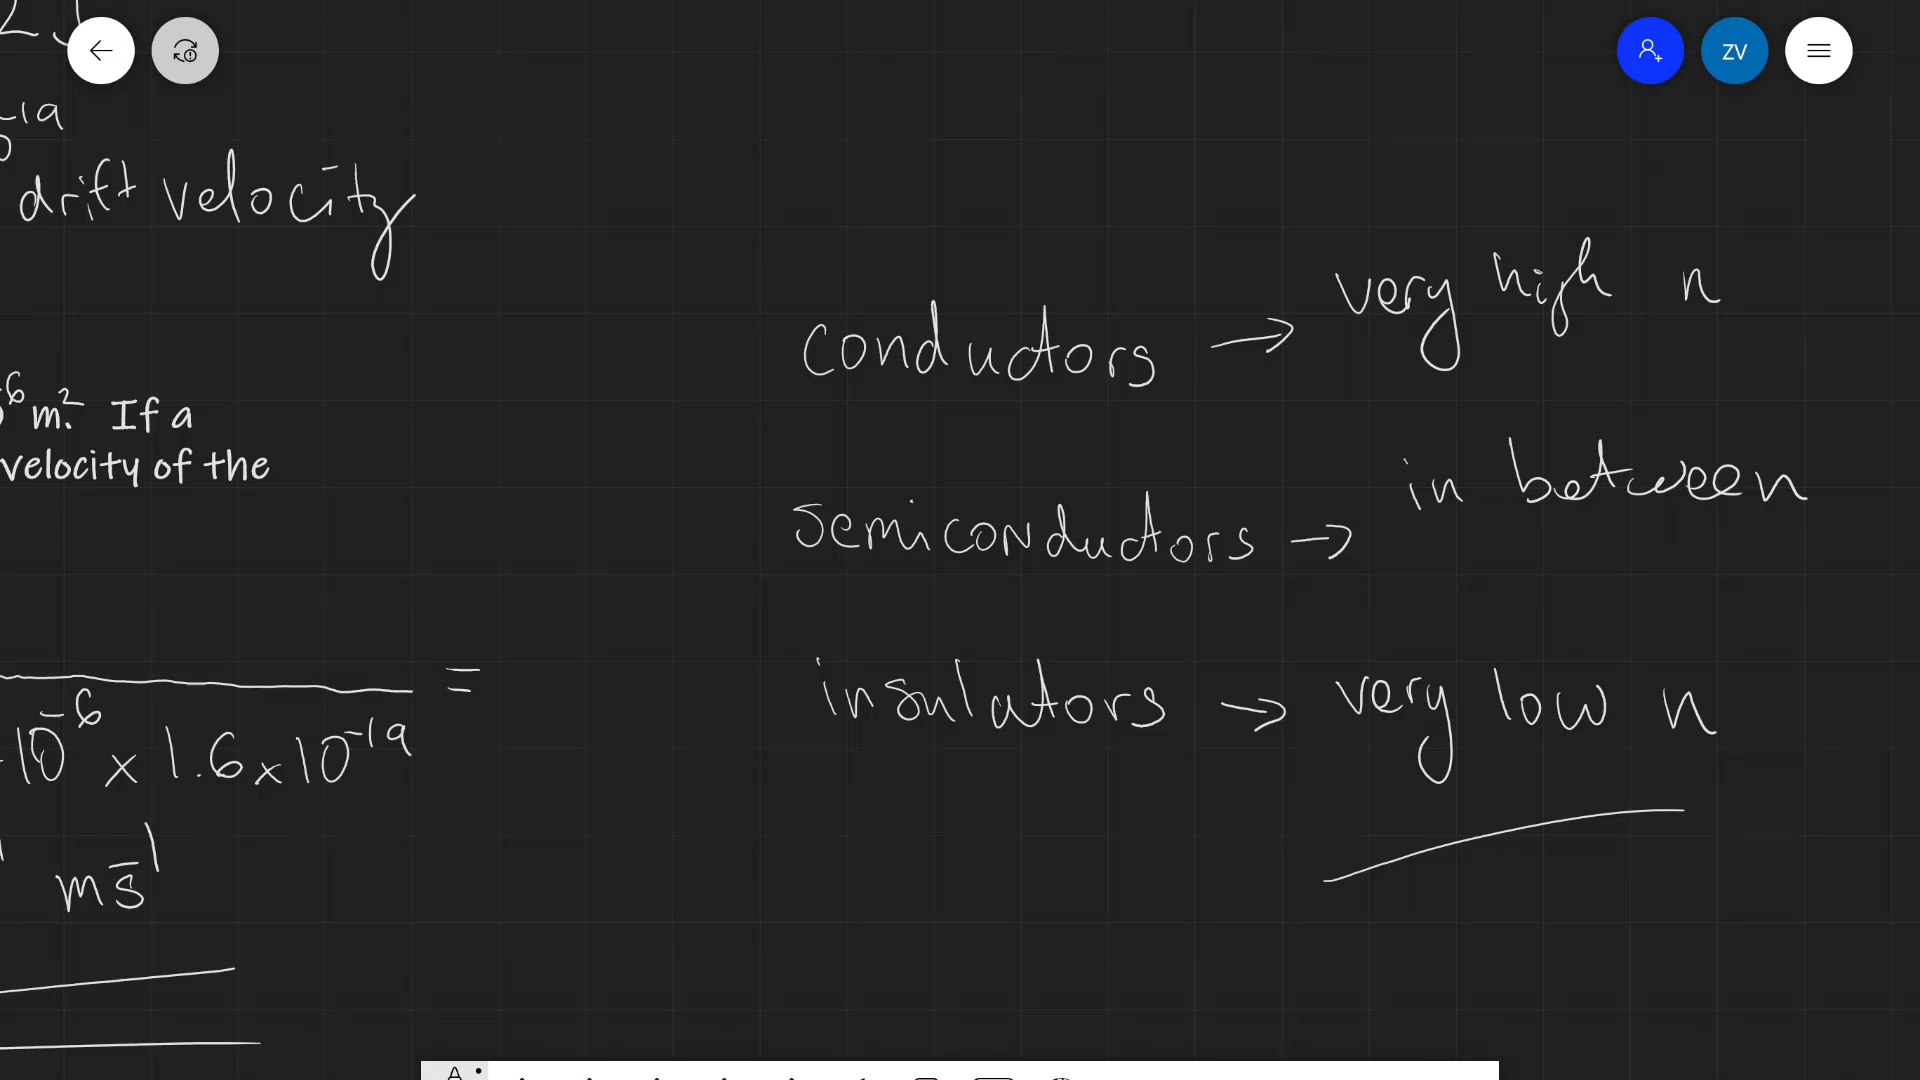 -19
drift velocity
conductors → very high n
-6 m². If a
velocity of the
semiconductors → in between
insulators → very low n
=
10⁻⁶ × 1.6 × 10⁻¹⁹
ms⁻¹
ZV